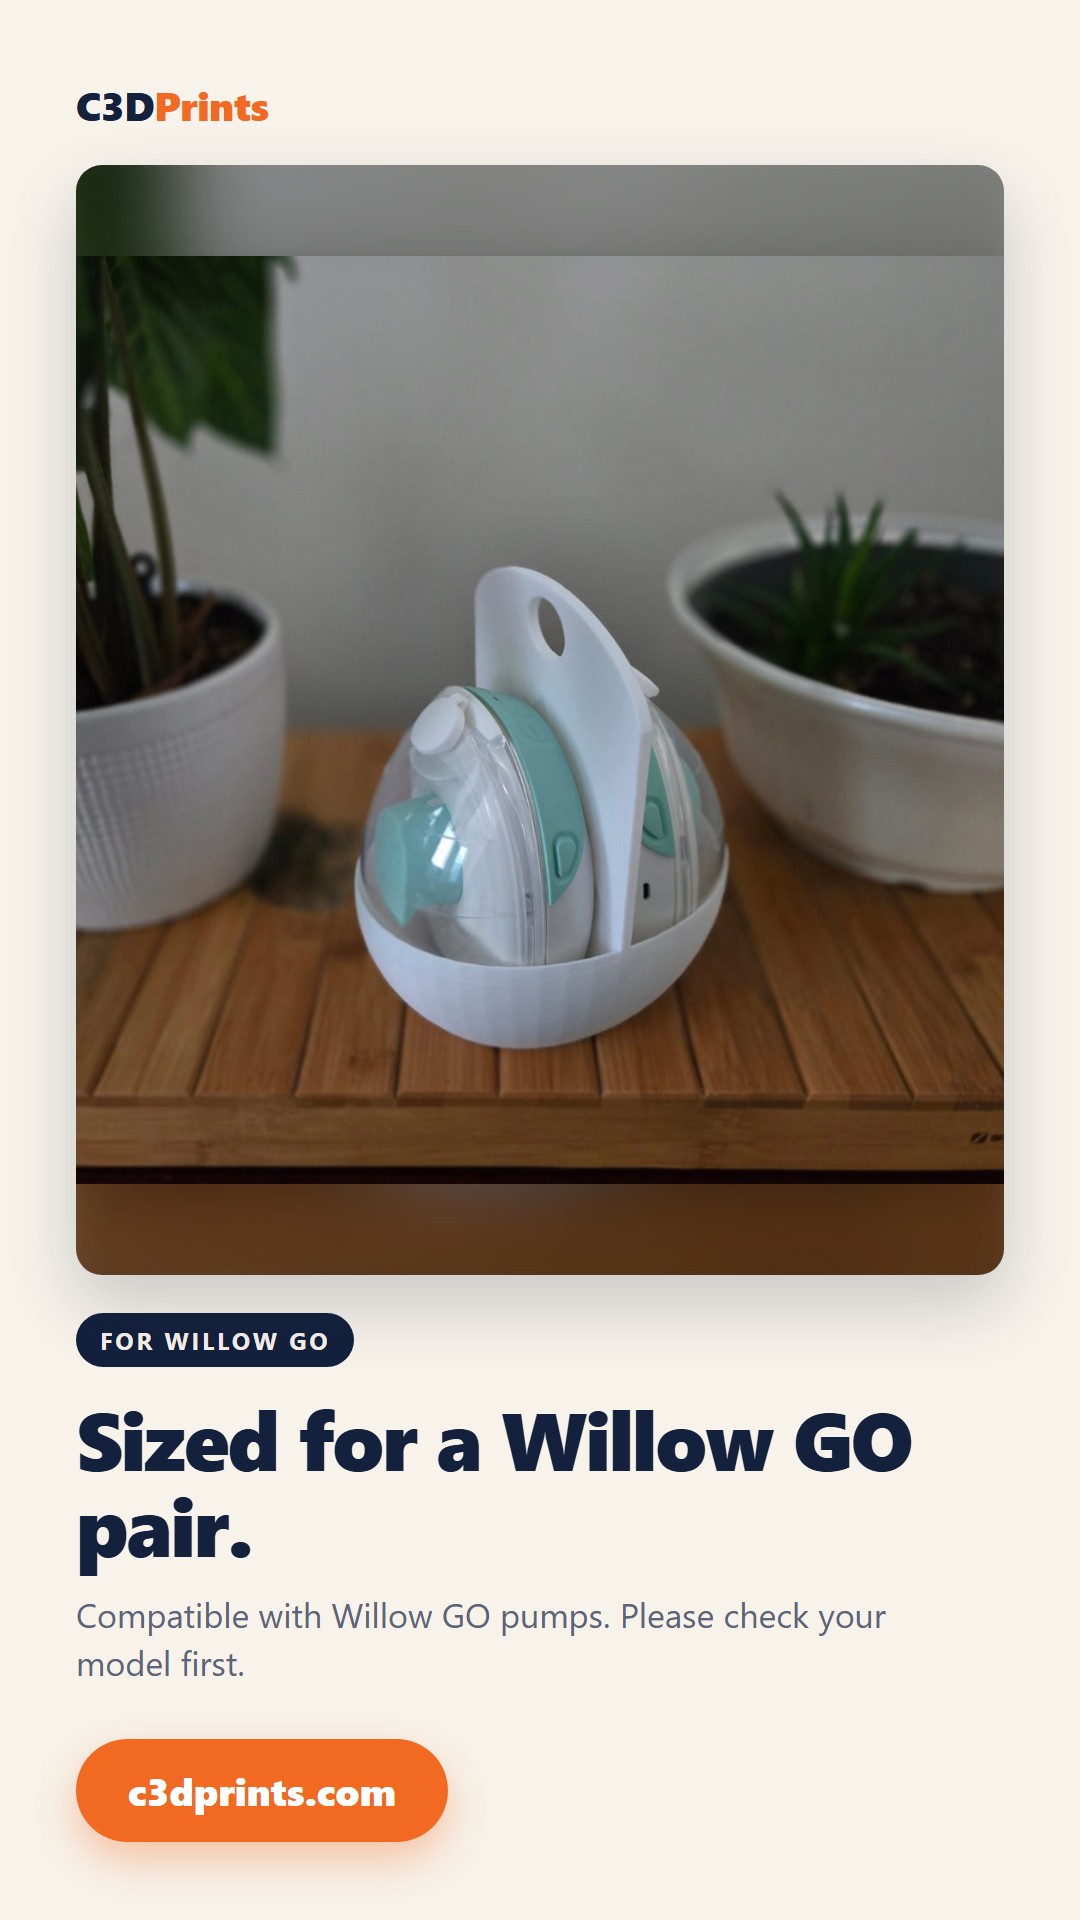 C3DPrints
FOR WILLOW GO
Sized for a Willow GO
pair.
Compatible with Willow GO pumps. Please check your
model first.
c3dprints.com